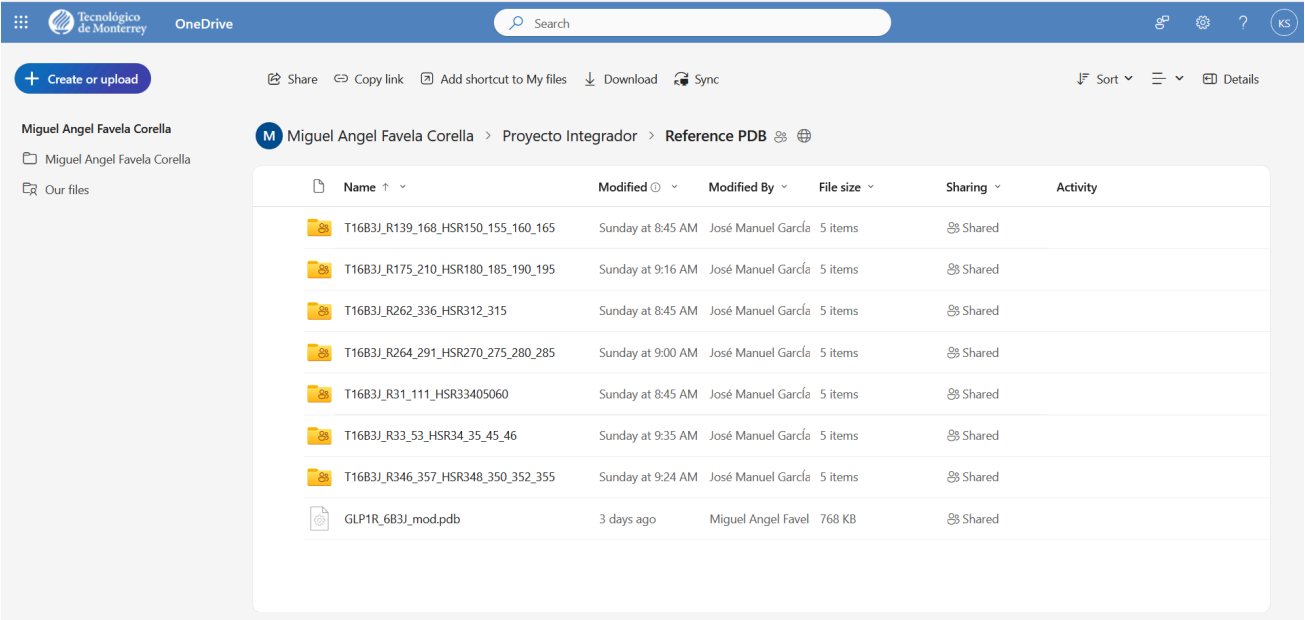 Tecnológico
de Monterrey
OneDrive
Search
KS
Create or upload
Share
Copy link
Add shortcut to My files
Download
Sync
Sort
Details
Miguel Angel Favela Corella
Miguel Angel Favela Corella
Our files
M Miguel Angel Favela Corella > Proyecto Integrador > Reference PDB
Name Modified Modified By File size Sharing Activity
T16B3J_R139_168_HSR150_155_160_165 Sunday at 8:45 AM José Manuel García 5 items Shared
T16B3J_R175_210_HSR180_185_190_195 Sunday at 9:16 AM José Manuel García 5 items Shared
T16B3J_R262_336_HSR312_315 Sunday at 8:45 AM José Manuel García 5 items Shared
T16B3J_R264_291_HSR270_275_280_285 Sunday at 9:00 AM José Manuel García 5 items Shared
T16B3J_R31_111_HSR33405060 Sunday at 8:45 AM José Manuel García 5 items Shared
T16B3J_R33_53_HSR34_35_45_46 Sunday at 9:35 AM José Manuel García 5 items Shared
T16B3J_R346_357_HSR348_350_352_355 Sunday at 9:24 AM José Manuel García 5 items Shared
GLP1R_6B3J_mod.pdb 3 days ago Miguel Angel Favel 768 KB Shared